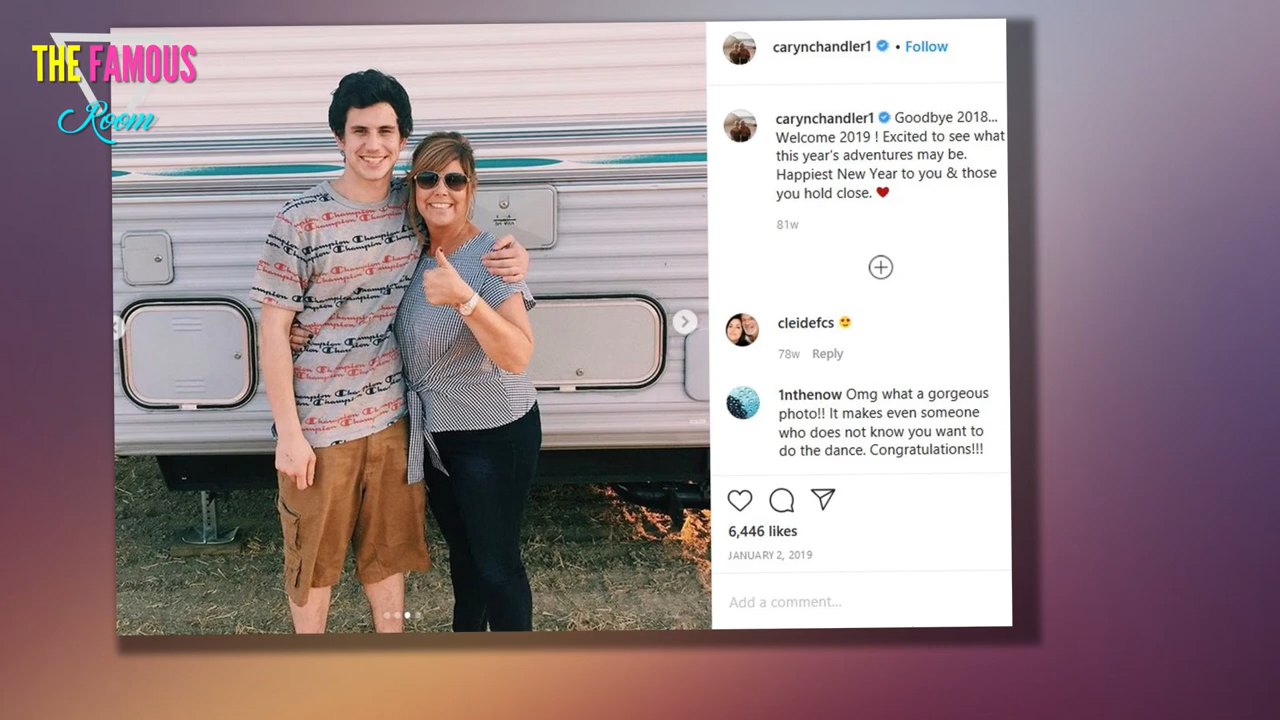 THE FAMOUS
Room
carynchandler1 • Follow
carynchandler1 Goodbye 2018...
Welcome 2019 ! Excited to see what
this year's adventures may be.
Happiest New Year to you & those
you hold close. ❤
81w
cleidefcs 😍
78w Reply
1nthenow Omg what a gorgeous
photo!! It makes even someone
who does not know you want to
do the dance. Congratulations!!!
6,446 likes
JANUARY 2, 2019
Add a comment...
Champion